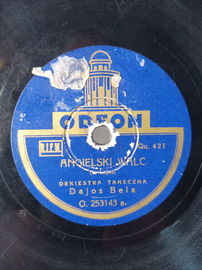 ODEON
Qu. 421
ANGIELSKI WALC
ORKIESTRA TANECZNA
Dajos Bela
O. 253143 a.